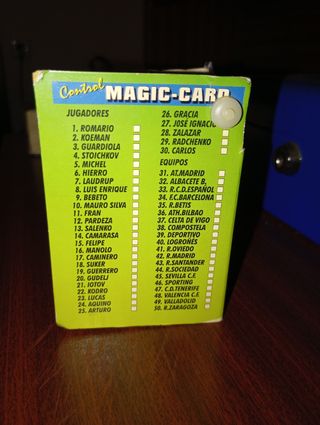 Control MAGIC-CARD
JUGADORES
1. ROMARIO
2. KOEMAN
3. GUARDIOLA
4. STOICHKOV
5. MICHEL
6. HIERRO
7. LAUDRUP
8. LUIS ENRIQUE
9. BEBETO
10. MAURO SILVA
11. FRAN
12. PARDEZA
13. SALENKO
14. CAMARASA
15. FELIPE
16. MANOLO
17. CAMINERO
18. SUKER
19. GUERRERO
20. GUDELJ
21. IOTOV
22. KODRO
23. LUCAS
24. AQUINO
25. ARTURO
26. GRACIA
27. JOSÉ IGNACIO
28. ZALAZAR
29. RADCHENKO
30. CARLOS
EQUIPOS
31. AT.MADRID
32. ALBACETE B.
33. R.C.D.ESPAÑOL
34. F.C.BARCELONA
35. R.BETIS
36. ATH.BILBAO
37. CELTA DE VIGO
38. COMPOSTELA
39. DEPORTIVO
40. LOGROÑES
41. R.OVIEDO
42. R.MADRID
43. R.SANTANDER
44. R.SOCIEDAD
45. SEVILLA C.F.
46. SPORTING
47. C.D.TENERIFE
48. VALENCIA C.F.
49. VALLADOLID
50. R.ZARAGOZA